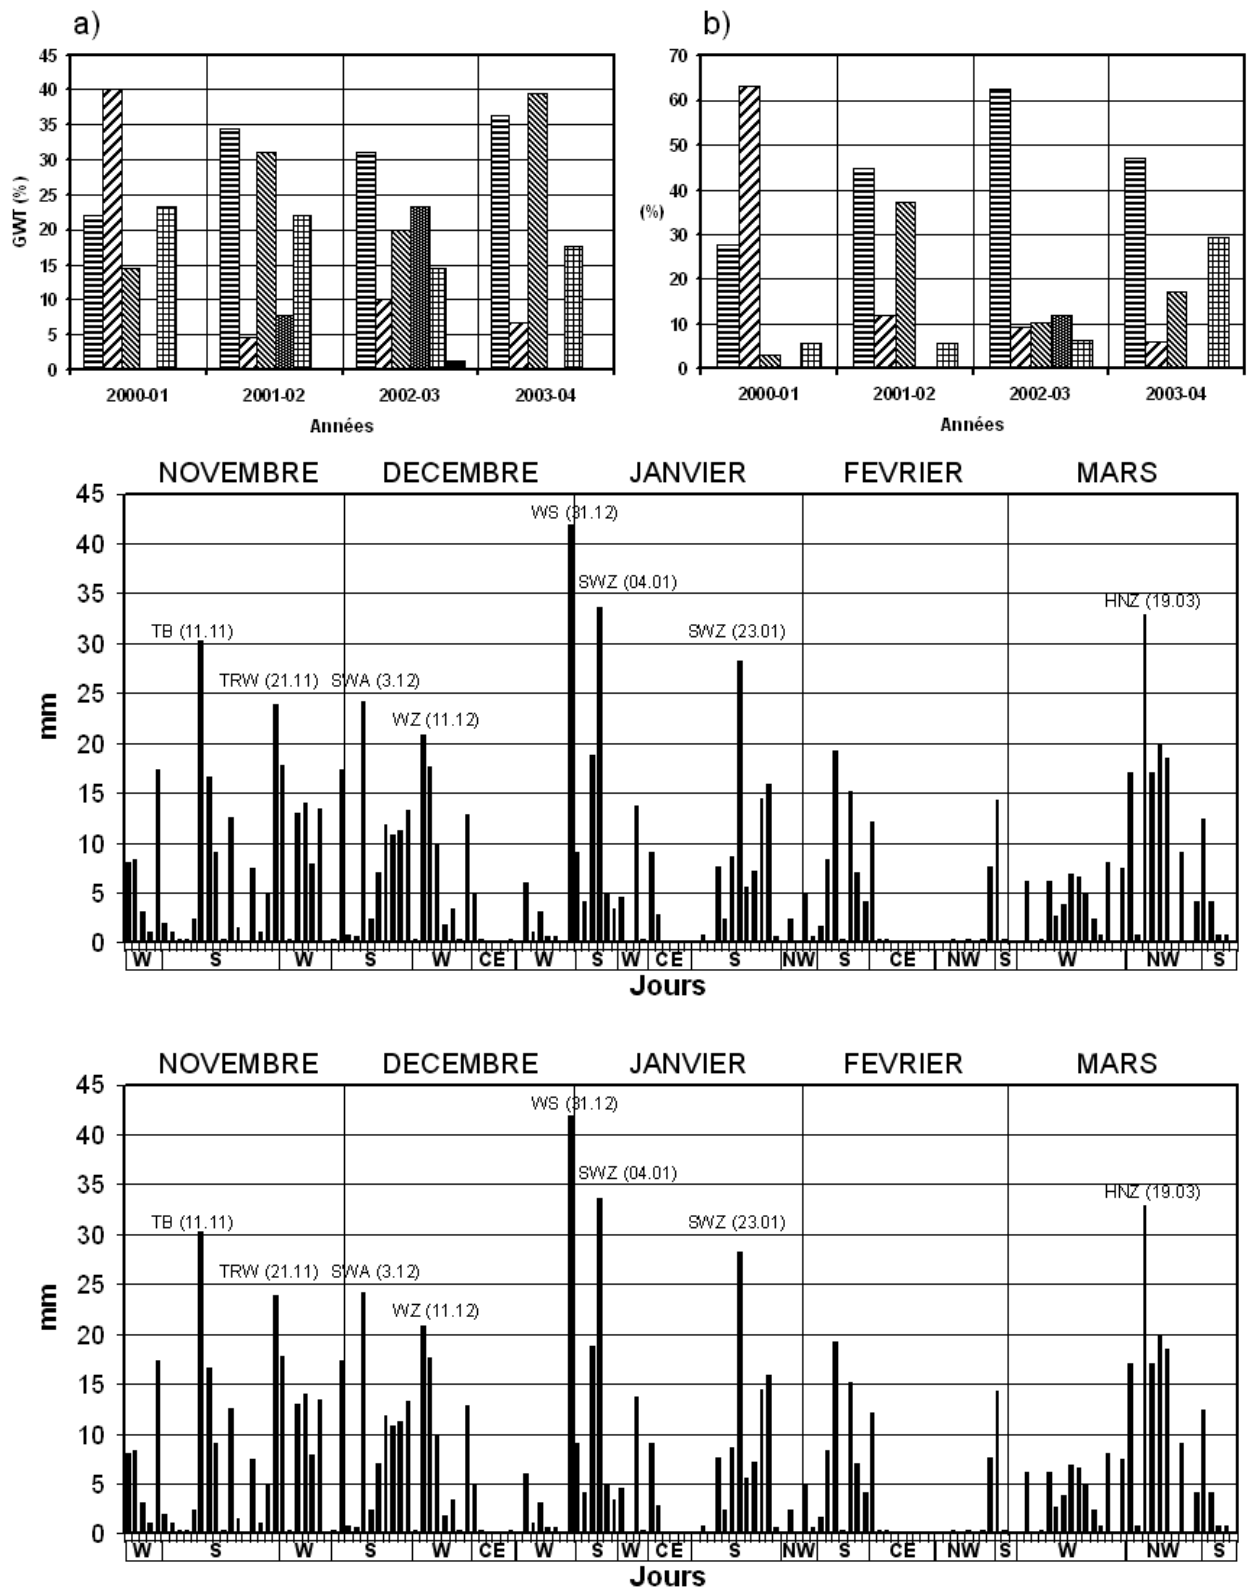 a) b)
45 70
40 60
35 50
30 40
25 30
20 20
15 10
10 0
5
0
GWT (%)
(%)
2000-01 2001-02 2002-03 2003-04
Années
2000-01 2001-02 2002-03 2003-04
Années
NOVEMBRE DECEMBRE JANVIER FEVRIER MARS
45
40
35
30
25
20
15
10
5
0
mm
WS (31.12)
SWZ (04.01)
HNZ (19.03)
TB (11.11)
SWZ (23.01)
TRW (21.11) SWA (3.12)
WZ (11.12)
W S W S W CE W S W CE S NW S CE NW S W NW S
Jours
NOVEMBRE DECEMBRE JANVIER FEVRIER MARS
45
40
35
30
25
20
15
10
5
0
mm
WS (31.12)
SWZ (04.01)
HNZ (19.03)
TB (11.11)
SWZ (23.01)
TRW (21.11) SWA (3.12)
WZ (11.12)
W S W S W CE W S W CE S NW S CE NW S W NW S
Jours